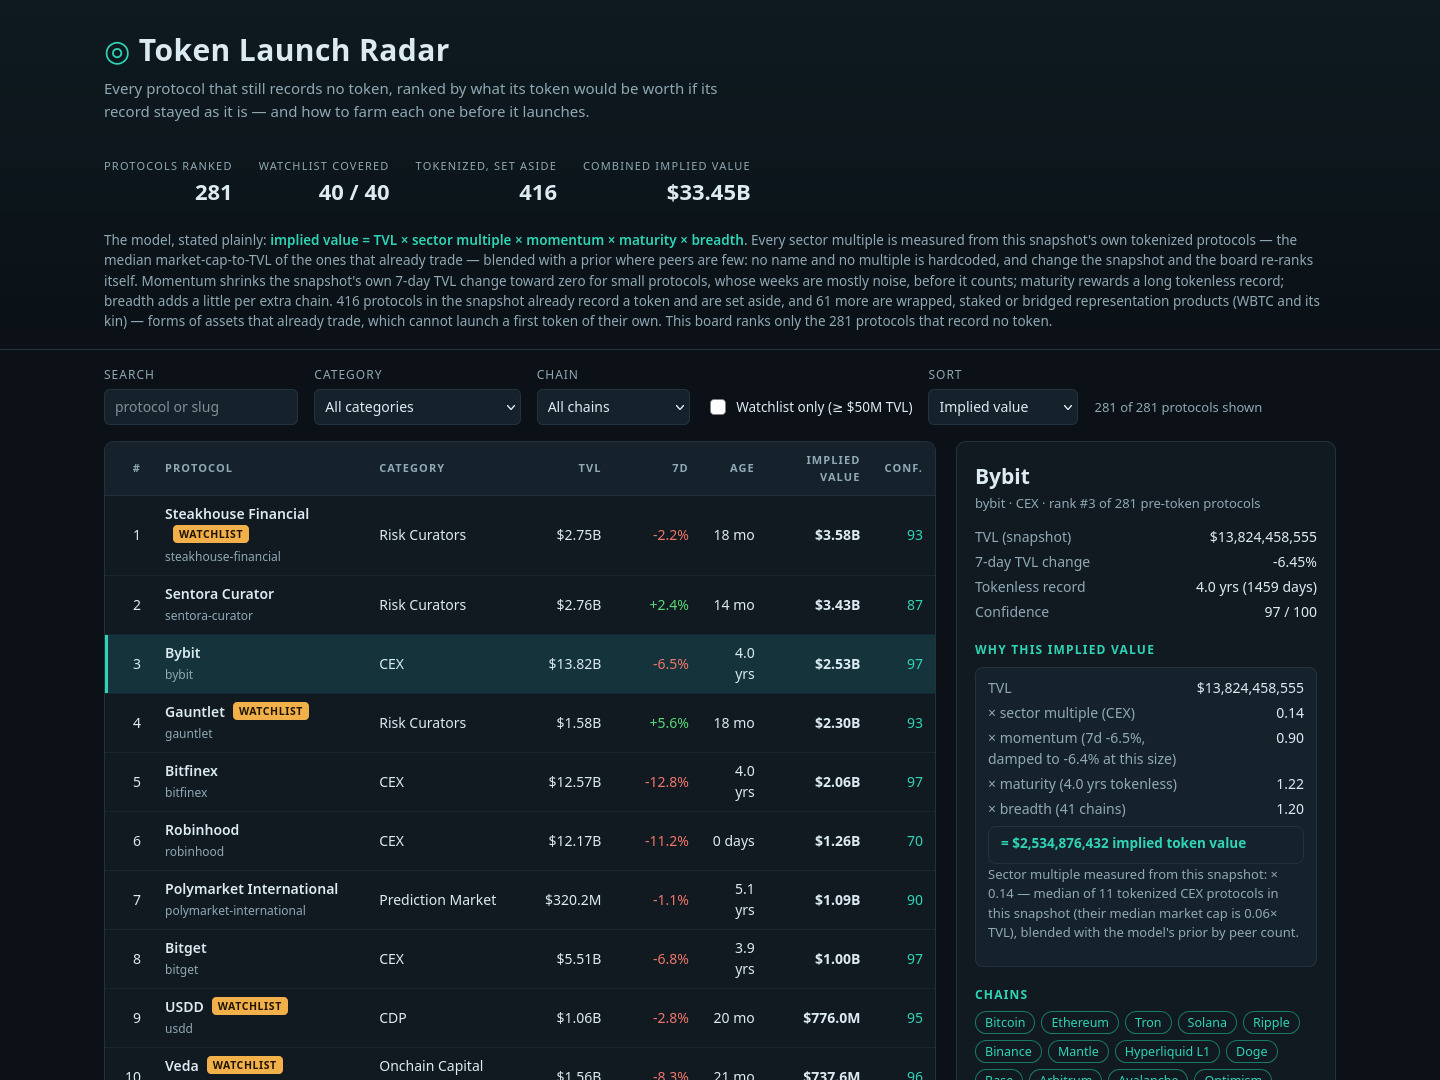 ◎ Token Launch Radar
Every protocol that still records no token, ranked by what its token would be worth if its
record stayed as it is — and how to farm each one before it launches.
PROTOCOLS RANKED WATCHLIST COVERED TOKENIZED, SET ASIDE COMBINED IMPLIED VALUE
281 40 / 40 416 $33.45B
The model, stated plainly: implied value = TVL × sector multiple × momentum × maturity × breadth. Every sector multiple is measured from this snapshot's own tokenized protocols — the
median market-cap-to-TVL of the ones that already trade — blended with a prior where peers are few: no name and no multiple is hardcoded, and change the snapshot and the board re-ranks
itself. Momentum shrinks the snapshot's own 7-day TVL change toward zero for small protocols, whose weeks are mostly noise, before it counts; maturity rewards a long tokenless record;
breadth adds a little per extra chain. 416 protocols in the snapshot already record a token and are set aside, and 61 more are wrapped, staked or bridged representation products (WBTC and its
kin) — forms of assets that already trade, which cannot launch a first token of their own. This board ranks only the 281 protocols that record no token.
SEARCH CATEGORY CHAIN SORT
protocol or slug All categories All chains Watchlist only (≥ $50M TVL) Implied value 281 of 281 protocols shown
# PROTOCOL CATEGORY TVL 7D AGE IMPLIED VALUE CONF.
1 Steakhouse Financial WATCHLIST steakhouse-financial Risk Curators $2.75B -2.2% 18 mo $3.58B 93
2 Sentora Curator sentora-curator Risk Curators $2.76B +2.4% 14 mo $3.43B 87
3 Bybit bybit CEX $13.82B -6.5% 4.0 yrs $2.53B 97
4 Gauntlet WATCHLIST gauntlet Risk Curators $1.58B +5.6% 18 mo $2.30B 93
5 Bitfinex bitfinex CEX $12.57B -12.8% 4.0 yrs $2.06B 97
6 Robinhood robinhood CEX $12.17B -11.2% 0 days $1.26B 70
7 Polymarket International polymarket-international Prediction Market $320.2M -1.1% 5.1 yrs $1.09B 90
8 Bitget bitget CEX $5.51B -6.8% 3.9 yrs $1.00B 97
9 USDD WATCHLIST usdd CDP $1.06B -2.8% 20 mo $776.0M 95
10 Veda WATCHLIST Onchain Capital $1.56B -8.3% 21 mo $737.6M 96
Bybit
bybit · CEX · rank #3 of 281 pre-token protocols
TVL (snapshot) $13,824,458,555
7-day TVL change -6.45%
Tokenless record 4.0 yrs (1459 days)
Confidence 97 / 100
WHY THIS IMPLIED VALUE
TVL $13,824,458,555
× sector multiple (CEX) 0.14
× momentum (7d -6.5%, 0.90
damped to -6.4% at this size)
× maturity (4.0 yrs tokenless) 1.22
× breadth (41 chains) 1.20
= $2,534,876,432 implied token value
Sector multiple measured from this snapshot: ×
0.14 — median of 11 tokenized CEX protocols in
this snapshot (their median market cap is 0.06×
TVL), blended with the model's prior by peer count.
CHAINS
Bitcoin Ethereum Tron Solana Ripple
Binance Mantle Hyperliquid L1 Doge
Base Arbitrum Avalanche Optimism